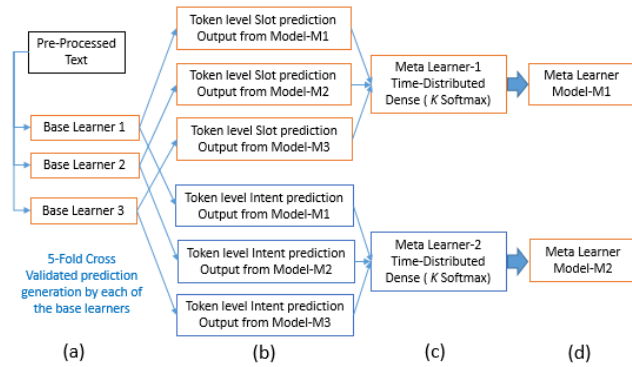 Pre-Processed
Text
Base Learner 1
Base Learner 2
Base Learner 3
5-Fold Cross
Validated prediction
generation by each of
the base learners
(a)
Token level Slot prediction
Output from Model-M1
Token level Slot prediction
Output from Model-M2
Token level Slot prediction
Output from Model-M3
Token level Intent prediction
Output from Model-M1
Token level Intent prediction
Output from Model-M2
Token level Intent prediction
Output from Model-M3
(b)
Meta Learner-1
Time-Distributed
Dense ( K Softmax)
Meta Learner-2
Time-Distributed
Dense ( K Softmax)
(c)
Meta Learner
Model-M1
Meta Learner
Model-M2
(d)